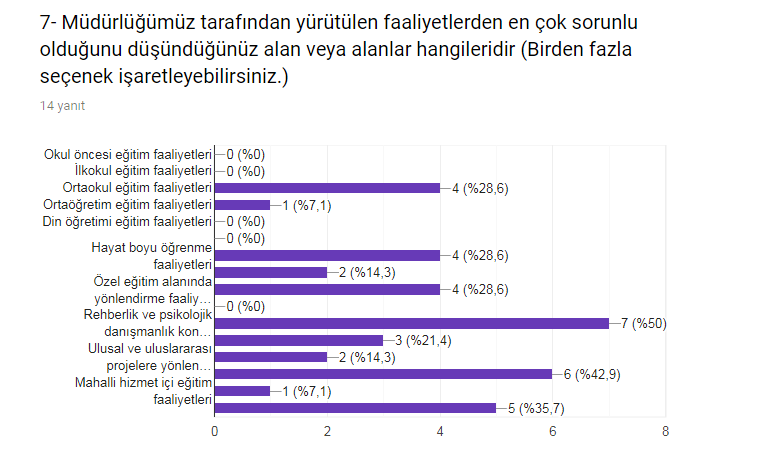 7- Müdürlüğümüz tarafından yürütülen faaliyetlerden en çok sorunlu
olduğunu düşündüğünüz alan veya alanlar hangileridir (Birden fazla
seçenek işaretleyebilirsiniz.)
14 yanıt
Okul öncesi eğitim faaliyetleri 0 (%0)
İlkokul eğitim faaliyetleri 0 (%0)
Ortaokul eğitim faaliyetleri 4 (%28,6)
Ortaöğretim eğitim faaliyetleri 1 (%7,1)
Din öğretimi eğitim faaliyetleri 0 (%0)
0 (%0)
Hayat boyu öğrenme
faaliyetleri
4 (%28,6)
2 (%14,3)
Özel eğitim alanında
yönlendirme faaliy…
4 (%28,6)
0 (%0)
Rehberlik ve psikolojik
danışmanlık kon…
7 (%50)
3 (%21,4)
Ulusal ve uluslararası
projelere yönlen…
2 (%14,3)
6 (%42,9)
Mahalli hizmet içi eğitim
faaliyetleri
1 (%7,1)
5 (%35,7)
0 2 4 6 8